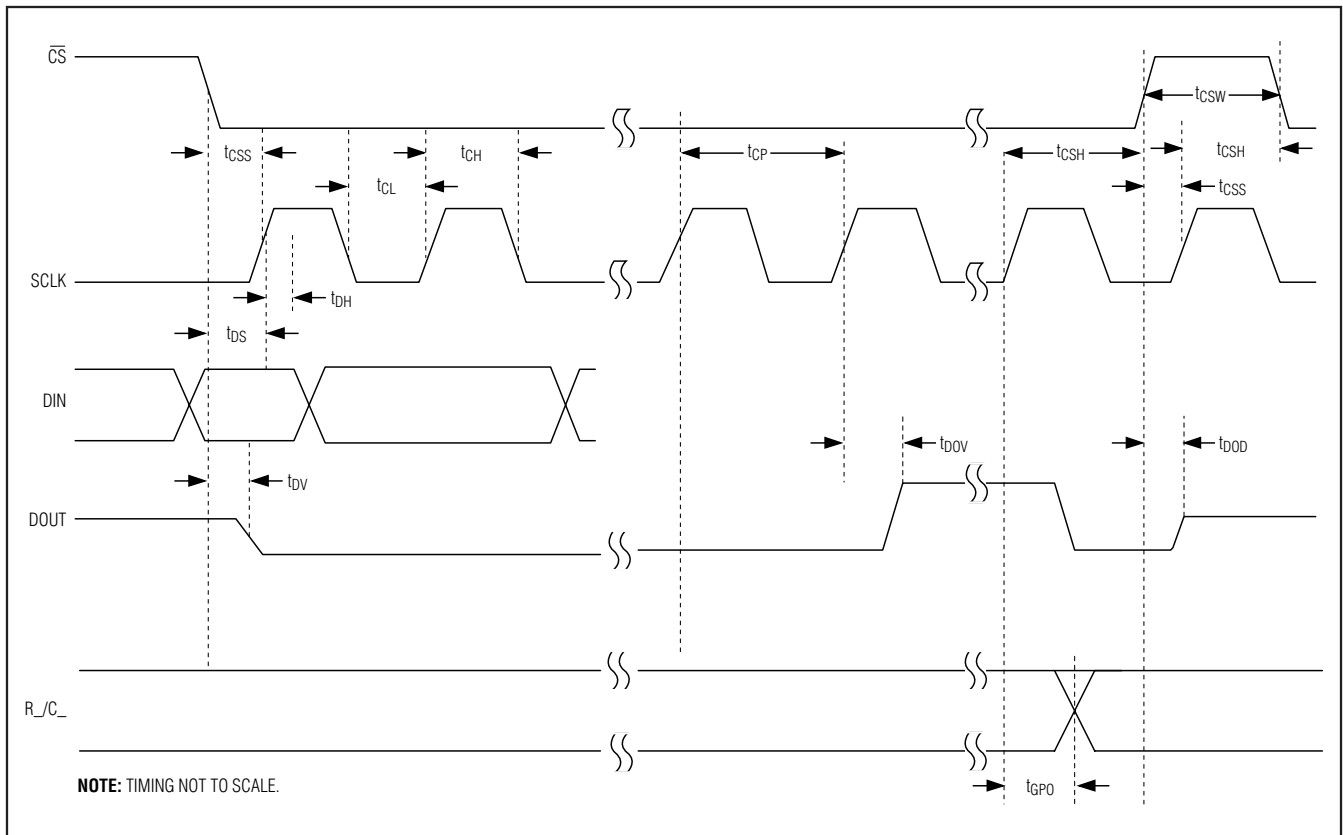 C̅S̅
tCSW
tCSS
tCH
tCP
tCSH
tCSH
tCL
tCSS
SCLK
tDH
tDS
DIN
tDOV
tDOD
tDV
DOUT
R_/C_
NOTE: TIMING NOT TO SCALE.
tGPO